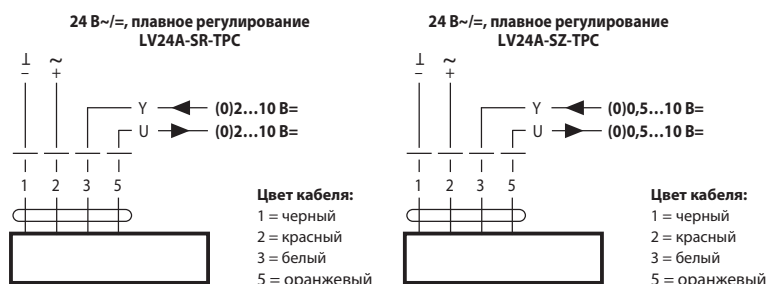 24 В~/=, плавное регулирование
LV24A-SR-TPC
⊥ ~
– +
Y (0)2…10 В=
U (0)2…10 В=
1 2 3 5
Цвет кабеля:
1 = черный
2 = красный
3 = белый
5 = оранжевый
24 В~/=, плавное регулирование
LV24A-SZ-TPC
⊥ ~
– +
Y (0)0,5…10 В=
U (0)0,5…10 В=
1 2 3 5
Цвет кабеля:
1 = черный
2 = красный
3 = белый
5 = оранжевый